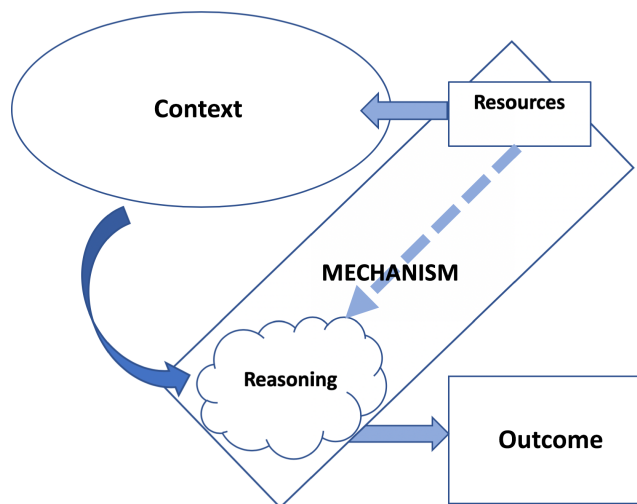 Context
Resources
MECHANISM
Reasoning
Outcome